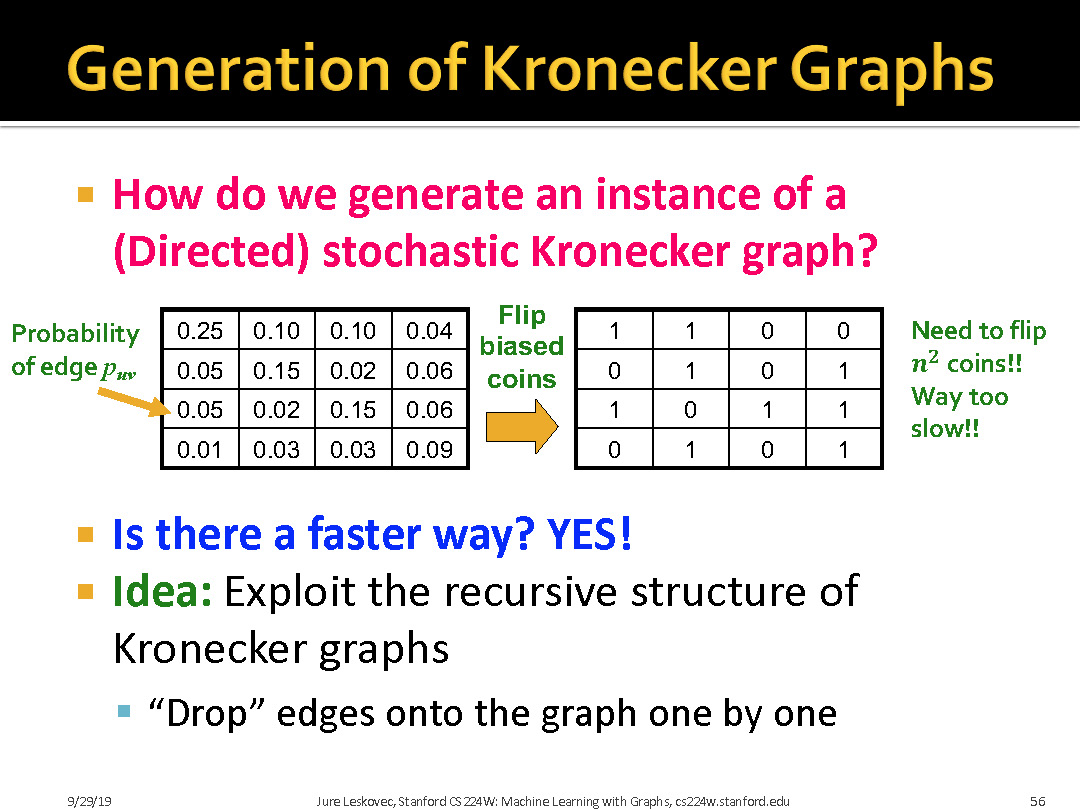 Generation of Kronecker Graphs
▪ How do we generate an instance of a
(Directed) stochastic Kronecker graph?
Probability
of edge p_uv
0.25 0.10 0.10 0.04
0.05 0.15 0.02 0.06
0.05 0.02 0.15 0.06
0.01 0.03 0.03 0.09
Flip
biased
coins
1 1 0 0
0 1 0 1
1 0 1 1
0 1 0 1
Need to flip
n² coins!!
Way too
slow!!
▪ Is there a faster way? YES!
▪ Idea: Exploit the recursive structure of
Kronecker graphs
▪ “Drop” edges onto the graph one by one
9/29/19
Jure Leskovec, Stanford CS224W: Machine Learning with Graphs, cs224w.stanford.edu
56